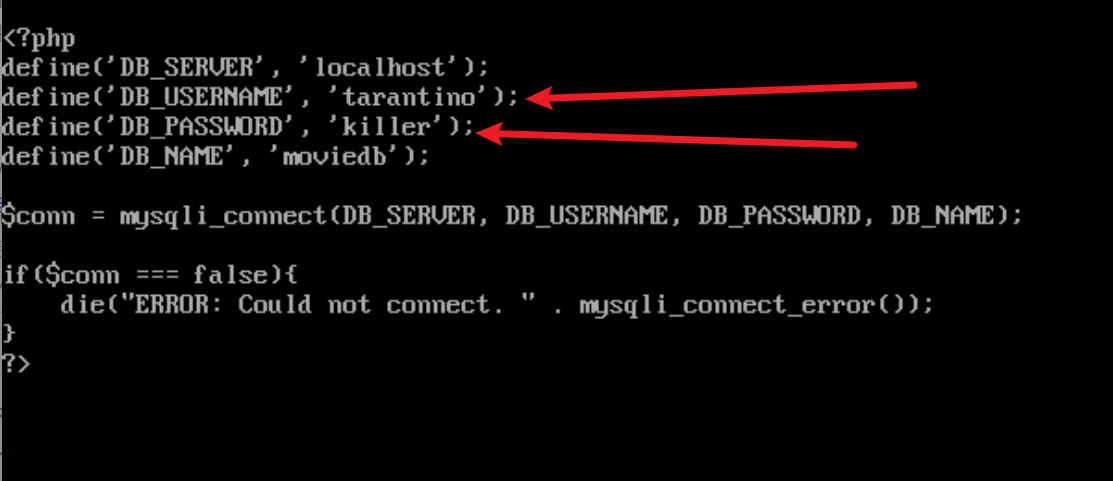 <?php
define('DB_SERVER', 'localhost');
define('DB_USERNAME', 'tarantino');
define('DB_PASSWORD', 'killer');
define('DB_NAME', 'moviedb');
$conn = mysqli_connect(DB_SERVER, DB_USERNAME, DB_PASSWORD, DB_NAME);
if($conn === false){
    die("ERROR: Could not connect. " . mysqli_connect_error());
}
?>